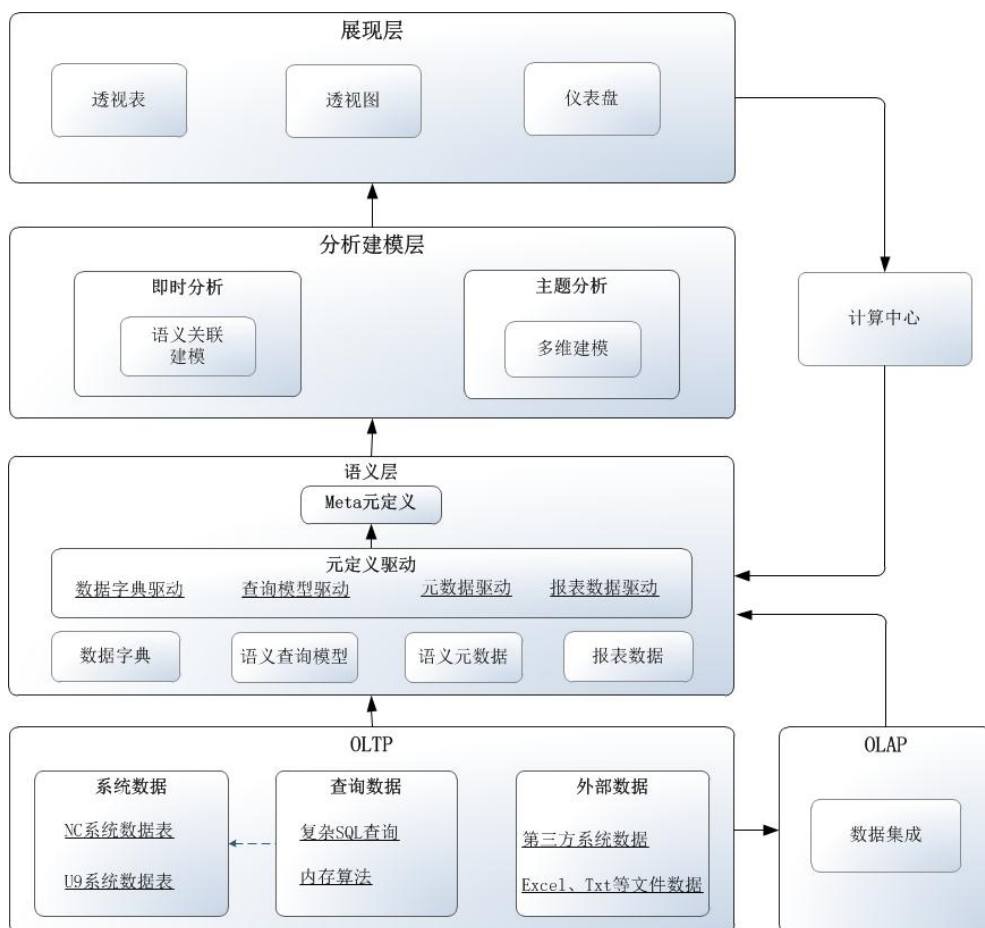 展现层
透视表
透视图
仪表盘
分析建模层
即时分析
语义关联
建模
主题分析
多维建模
计算中心
语义层
Meta元定义
元定义驱动
数据字典驱动
查询模型驱动
元数据驱动
报表数据驱动
数据字典
语义查询模型
语义元数据
报表数据
OLTP
系统数据
NC系统数据表
U9系统数据表
查询数据
复杂SQL查询
内存算法
外部数据
第三方系统数据
Excel、Txt等文件数据
OLAP
数据集成